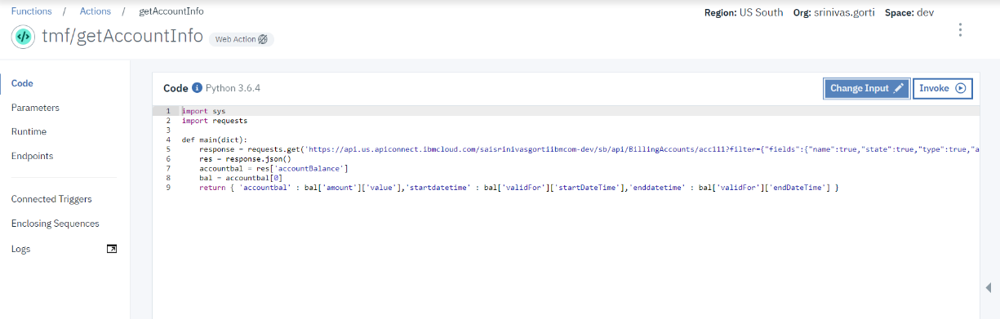 Functions / Actions / getAccountInfo
Region: US South Org: srinivas.gorti Space: dev
tmf/getAccountInfo Web Action
Code
Parameters
Runtime
Endpoints
Connected Triggers
Enclosing Sequences
Logs
Code Python 3.6.4 Change Input Invoke
1 import sys
2 import requests
3
4 def main(dict):
5 response = requests.get('https://api.us.apiconnect.ibmcloud.com/saisrinivasgortiibmcom-dev/sb/api/BillingAccounts/acc111?filter={"fields":{"name":true,"state":true,"type":true,"a
6 res = response.json()
7 accountbal = res['accountBalance']
8 bal = accountbal[0]
9 return { 'accountbal' : bal['amount']['value'],'startdatetime' : bal['validFor']['startDateTime'],'enddatetime' : bal['validFor']['endDateTime'] }